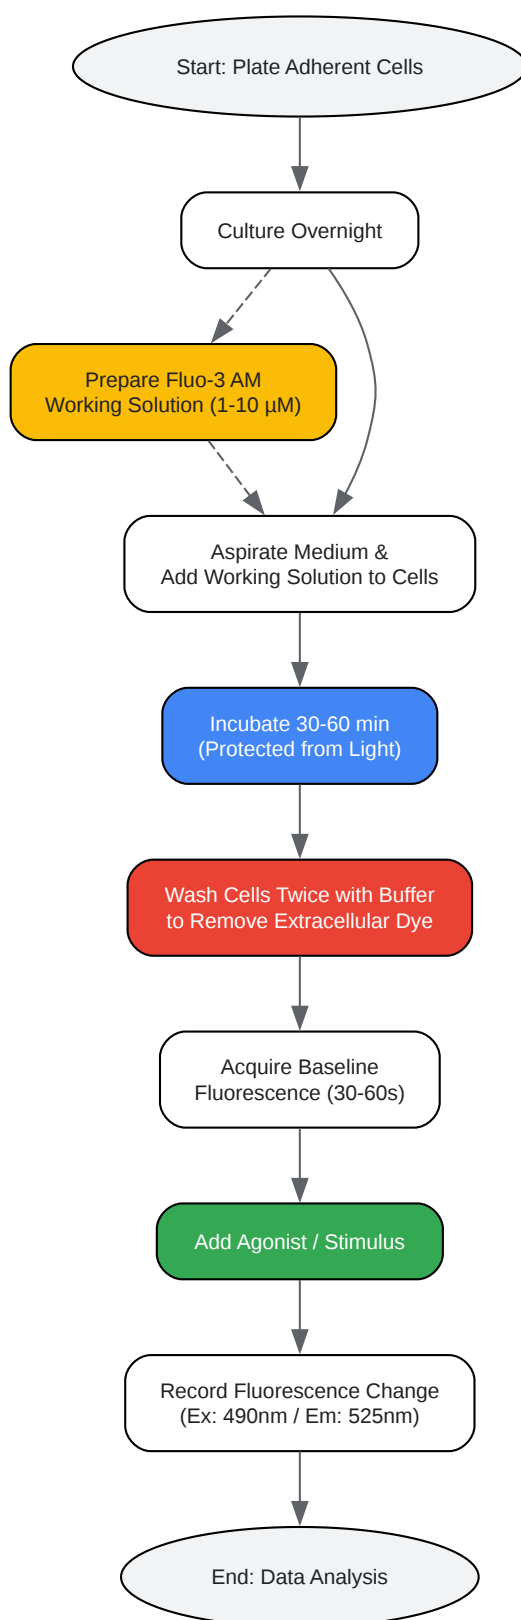 Start: Plate Adherent Cells
Culture Overnight
Prepare Fluo-3 AM
Working Solution (1-10 µM)
Aspirate Medium &
Add Working Solution to Cells
Incubate 30-60 min
(Protected from Light)
Wash Cells Twice with Buffer
to Remove Extracellular Dye
Acquire Baseline
Fluorescence (30-60s)
Add Agonist / Stimulus
Record Fluorescence Change
(Ex: 490nm / Em: 525nm)
End: Data Analysis